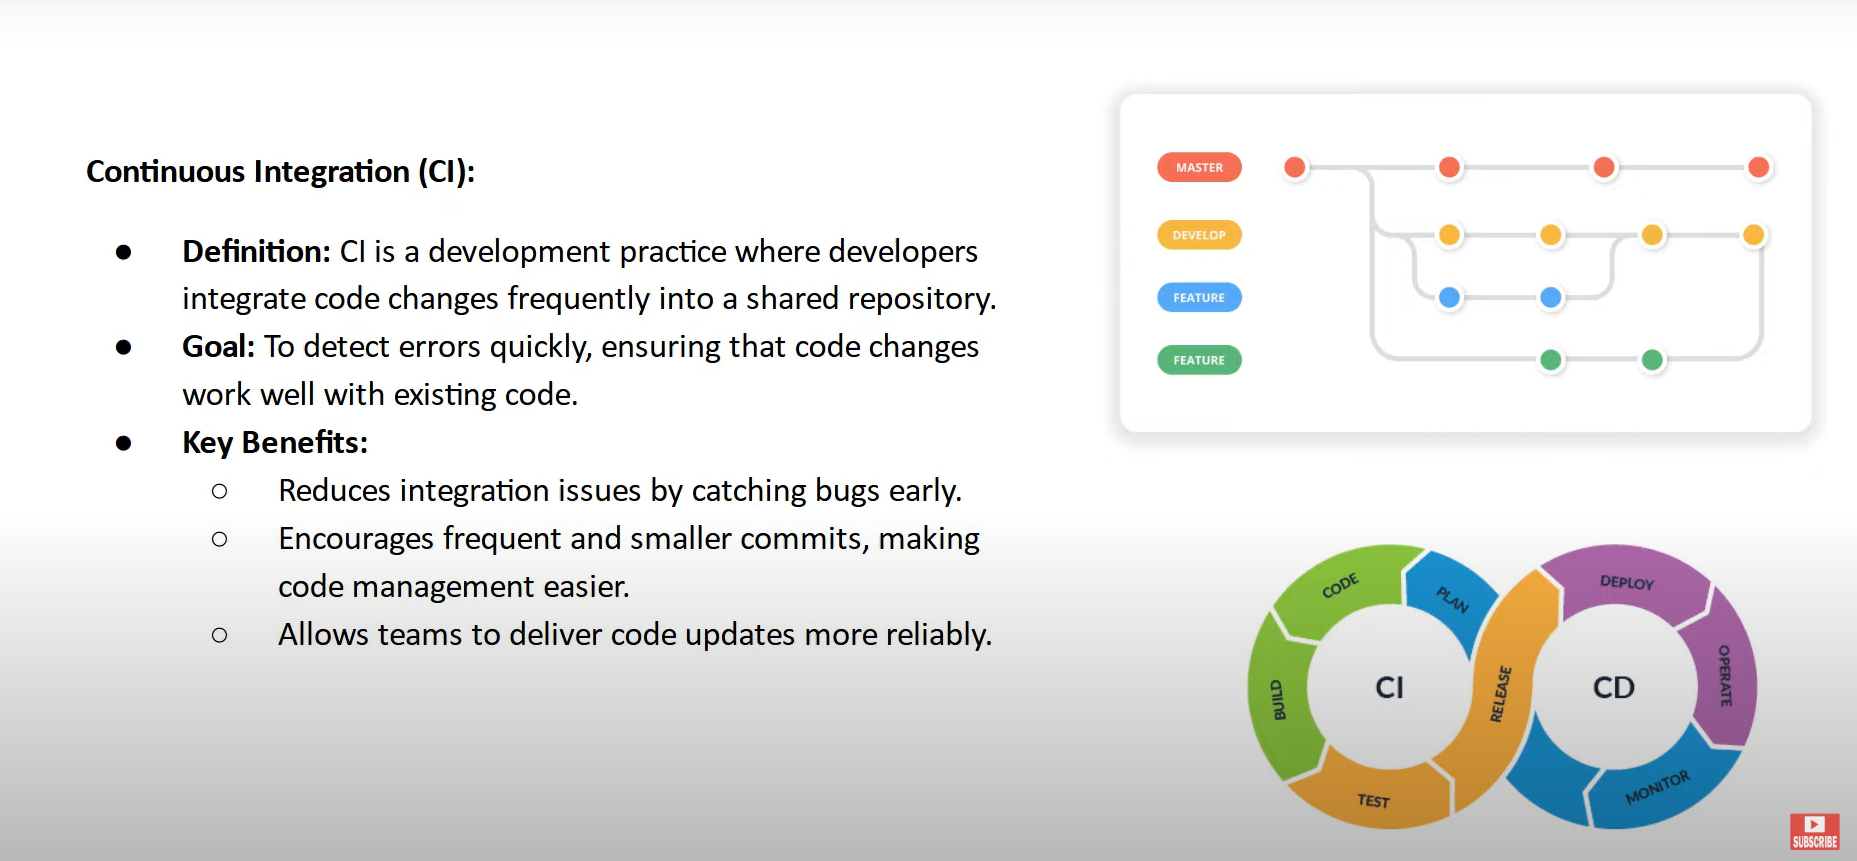 Continuous Integration (CI):
● Definition: CI is a development practice where developers
integrate code changes frequently into a shared repository.
● Goal: To detect errors quickly, ensuring that code changes
work well with existing code.
● Key Benefits:
○ Reduces integration issues by catching bugs early.
○ Encourages frequent and smaller commits, making
code management easier.
○ Allows teams to deliver code updates more reliably.
MASTER
DEVELOP
FEATURE
FEATURE
CODE
PLAN
BUILD
TEST
CI
RELEASE
DEPLOY
OPERATE
CD
MONITOR
SUBSCRIBE